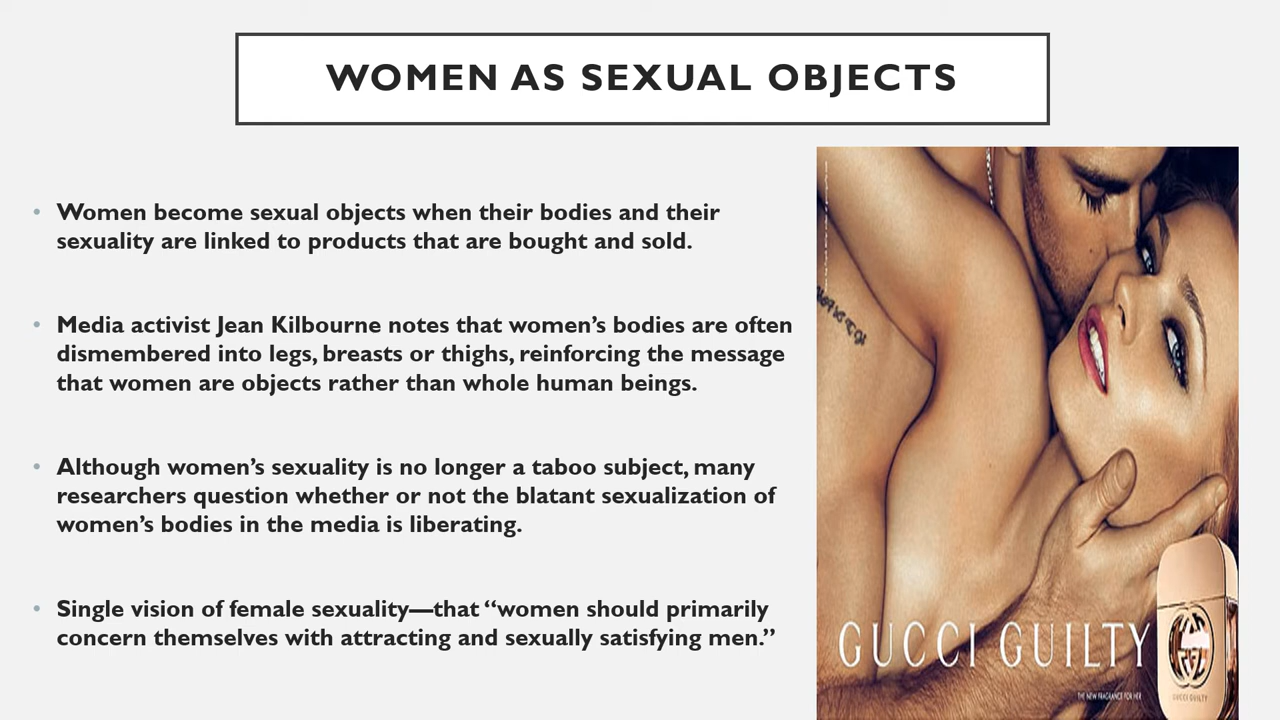 WOMEN AS SEXUAL OBJECTS
• Women become sexual objects when their bodies and their
sexuality are linked to products that are bought and sold.
• Media activist Jean Kilbourne notes that women’s bodies are often
dismembered into legs, breasts or thighs, reinforcing the message
that women are objects rather than whole human beings.
• Although women’s sexuality is no longer a taboo subject, many
researchers question whether or not the blatant sexualization of
women’s bodies in the media is liberating.
• Single vision of female sexuality—that “women should primarily
concern themselves with attracting and sexually satisfying men.”
GUCCI GUILTY
THE NEW FRAGRANCE FOR HER
GUCCI GUILTY